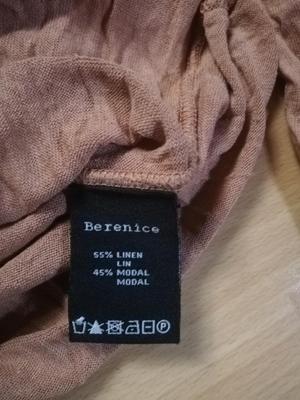 Berenice
55% LINEN
LIN
45% MODAL
MODAL
P